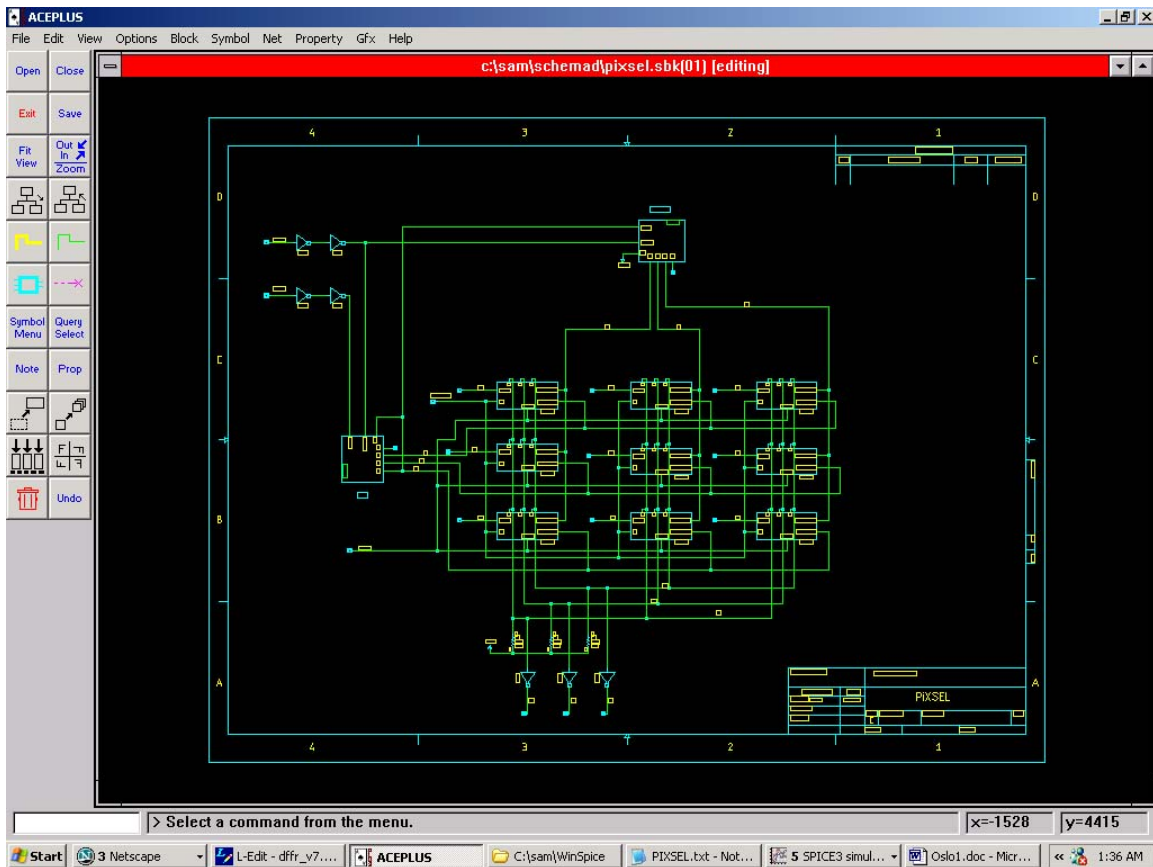 ACEPLUS
File Edit View Options Block Symbol Net Property Gfx Help
c:\sam\schemad\pixsel.sbk(01) [editing]
Open Close
Exit Save
Fit View Out In Zoom
Symbol Menu Query Select
Note Prop
Undo
4 3 2 1
D D
C C
B B
A A
PiXSEL
4 3 2 1
> Select a command from the menu.
x=-1528 y=4415
Start 3 Netscape L-Edit - dffr_v7.... ACEPLUS C:\sam\WinSpice PIXSEL.txt - Not... 5 SPICE3 simul... Oslo1.doc - Micr... « 1:36 AM